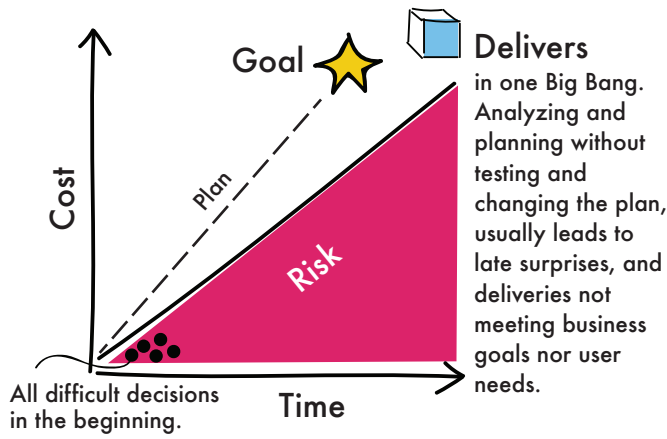 Goal
Delivers
in one Big Bang.
Analyzing and
planning without
testing and
changing the plan,
usually leads to
late surprises, and
deliveries not
meeting business
goals nor user
needs.
Plan
Cost
Risk
All difficult decisions
in the beginning.
Time